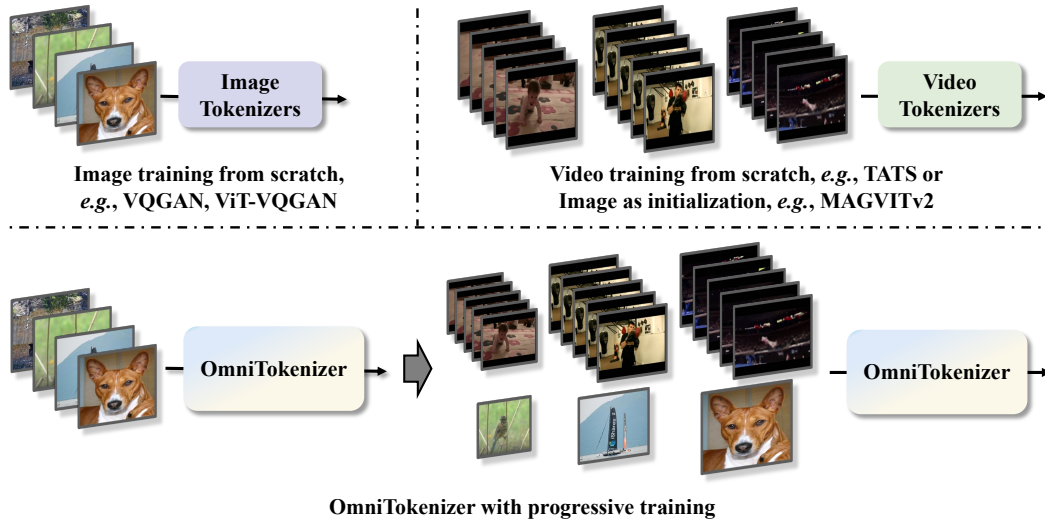 Image
Tokenizers
Video
Tokenizers
Image training from scratch,
e.g., VQGAN, ViT-VQGAN
Video training from scratch, e.g., TATS or
Image as initialization, e.g., MAGVITv2
OmniTokenizer
OmniTokenizer
OmniTokenizer with progressive training